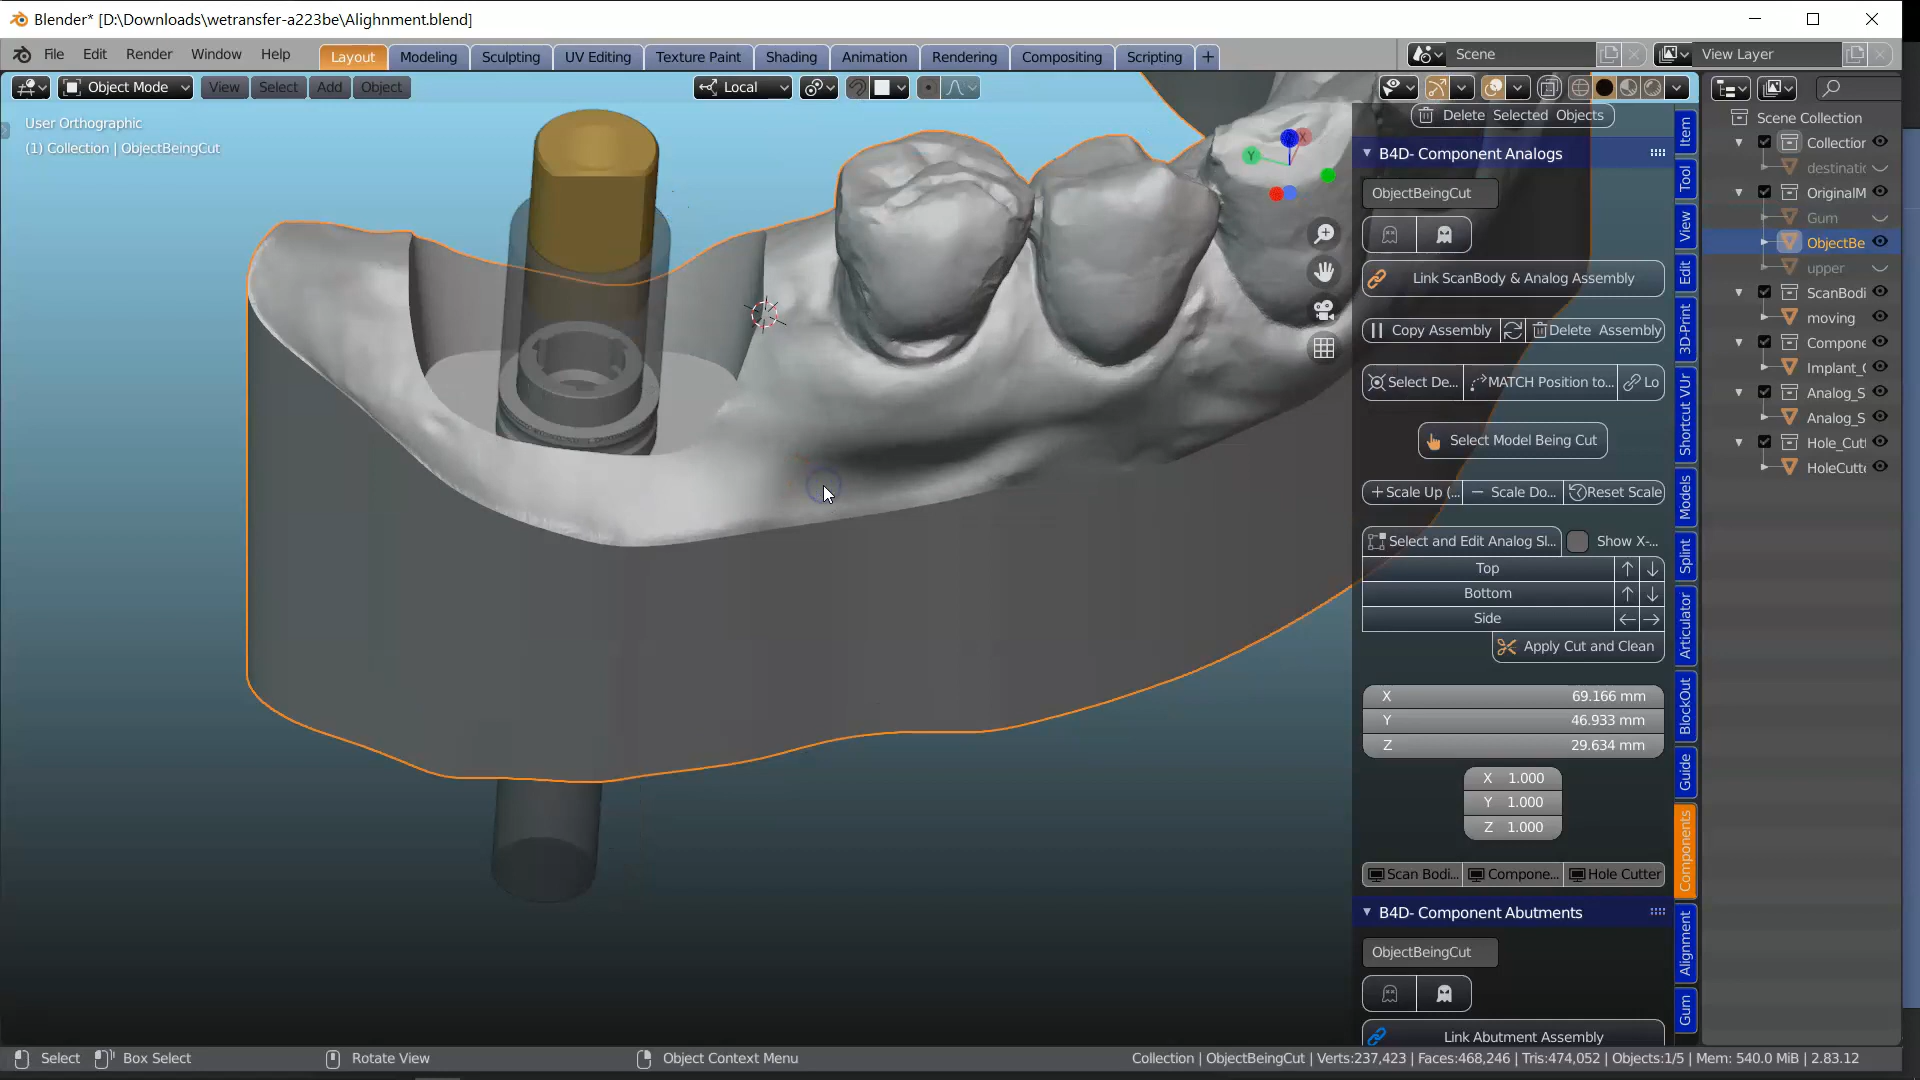 Blender* [D:\Downloads\wetransfer-a223be\Alighnment.blend]
File Edit Render Window Help Layout Modeling Sculpting UV Editing Texture Paint Shading Animation Rendering Compositing Scripting + Scene View Layer
Object Mode View Select Add Object Local
User Orthographic
(1) Collection | ObjectBeingCut
Delete Selected Objects
B4D- Component Analogs
ObjectBeingCut
Link ScanBody & Analog Assembly
Copy Assembly Delete Assembly
Select De... MATCH Position to... Lo
Select Model Being Cut
Scale Up (... Scale Do... Reset Scale
Select and Edit Analog Sl... Show X-...
Top
Bottom
Side
Apply Cut and Clean
X 69.166 mm
Y 46.933 mm
Z 29.634 mm
X 1.000
Y 1.000
Z 1.000
Scan Bodi... Compone... Hole Cutter
B4D- Component Abutments
ObjectBeingCut
Link Abutment Assembly
Y
X
Item
Tool
View
Edit
3D-Print
Shortcut VUr
Models
Splint
Articulator
BlockOut
Guide
Components
Alignment
Gum
Scene Collection
Collection
destinatio
OriginalM
Gum
ObjectBe
upper
ScanBodi
moving
Compone
Implant_
Analog_S
Analog_S
Hole_Cutt
HoleCutte
Select Box Select Rotate View Object Context Menu
Collection | ObjectBeingCut | Verts:237,423 | Faces:468,246 | Tris:474,052 | Objects:1/5 | Mem: 540.0 MiB | 2.83.12